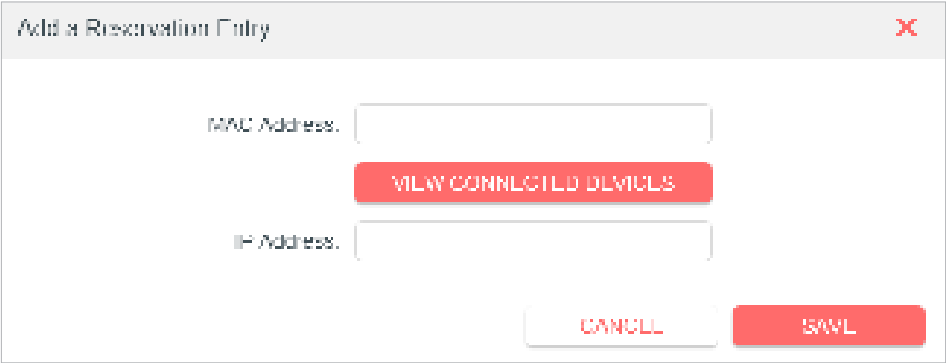 Add a Reservation Entry
MAC Address:
VIEW CONNECTED DEVICES
IP Address:
CANCEL
SAVE